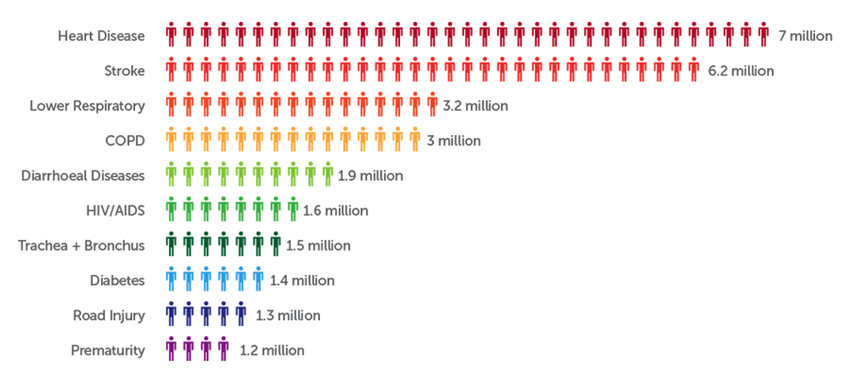 Heart Disease 7 million
Stroke 6.2 million
Lower Respiratory 3.2 million
COPD 3 million
Diarrhoeal Diseases 1.9 million
HIV/AIDS 1.6 million
Trachea + Bronchus 1.5 million
Diabetes 1.4 million
Road Injury 1.3 million
Prematurity 1.2 million